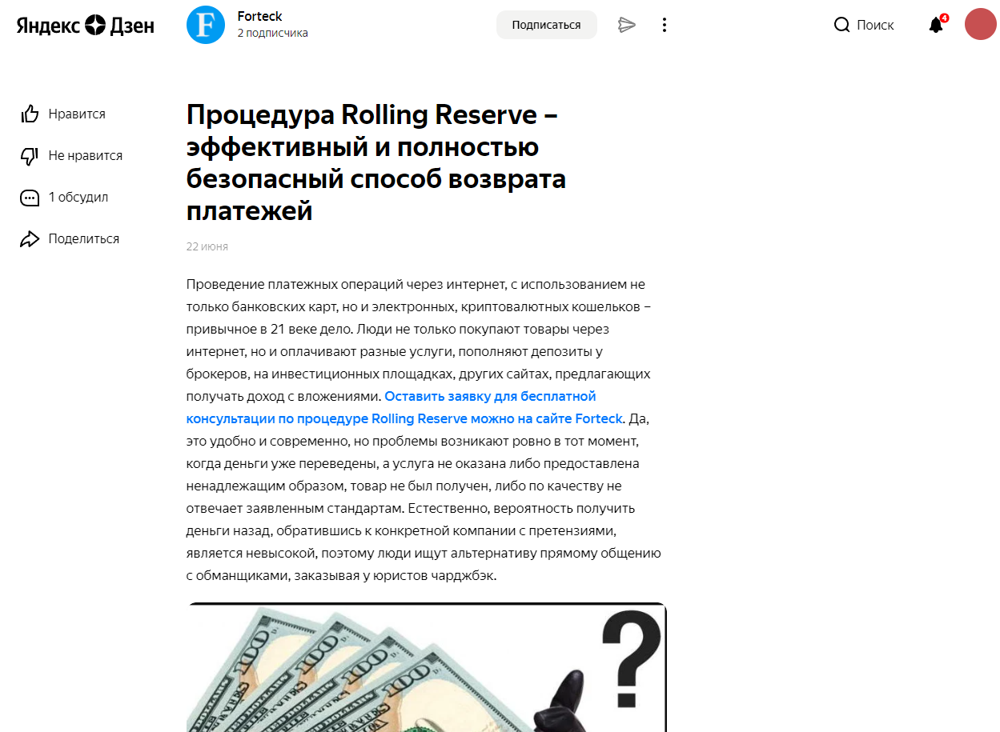 Яндекс Дзен
Forteck
2 подписчика
Подписаться
Поиск
4
Нравится
Не нравится
1 обсудил
Поделиться
Процедура Rolling Reserve –
эффективный и полностью
безопасный способ возврата
платежей
22 июня
Проведение платежных операций через интернет, с использованием не
только банковских карт, но и электронных, криптовалютных кошельков –
привычное в 21 веке дело. Люди не только покупают товары через
интернет, но и оплачивают разные услуги, пополняют депозиты у
брокеров, на инвестиционных площадках, других сайтах, предлагающих
получать доход с вложениями. Оставить заявку для бесплатной
консультации по процедуре Rolling Reserve можно на сайте Forteck. Да,
это удобно и современно, но проблемы возникают ровно в тот момент,
когда деньги уже переведены, а услуга не оказана либо предоставлена
ненадлежащим образом, товар не был получен, либо по качеству не
отвечает заявленным стандартам. Естественно, вероятность получить
деньги назад, обратившись к конкретной компании с претензиями,
является невысокой, поэтому люди ищут альтернативу прямому общению
с обманщиками, заказывая у юристов чарджбэк.
100
100
100
100
?